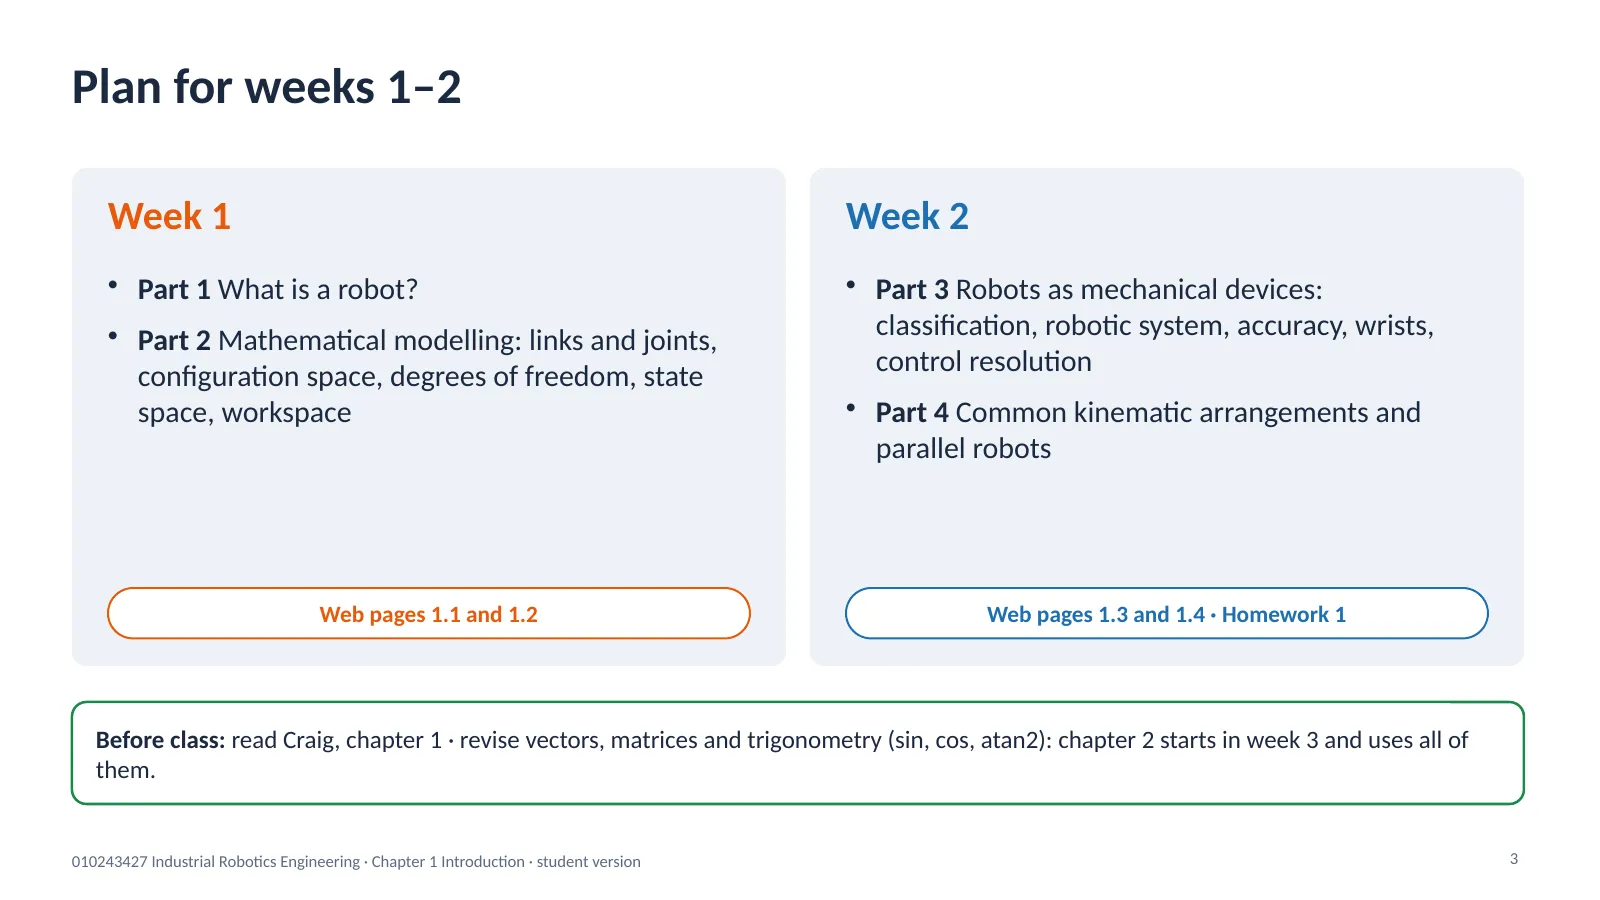 Plan for weeks 1–2
Week 1
• Part 1 What is a robot?
• Part 2 Mathematical modelling: links and joints,
configuration space, degrees of freedom, state
space, workspace
Web pages 1.1 and 1.2
Week 2
• Part 3 Robots as mechanical devices:
classification, robotic system, accuracy, wrists,
control resolution
• Part 4 Common kinematic arrangements and
parallel robots
Web pages 1.3 and 1.4 · Homework 1
Before class: read Craig, chapter 1 · revise vectors, matrices and trigonometry (sin, cos, atan2): chapter 2 starts in week 3 and uses all of
them.
010243427 Industrial Robotics Engineering · Chapter 1 Introduction · student version
3